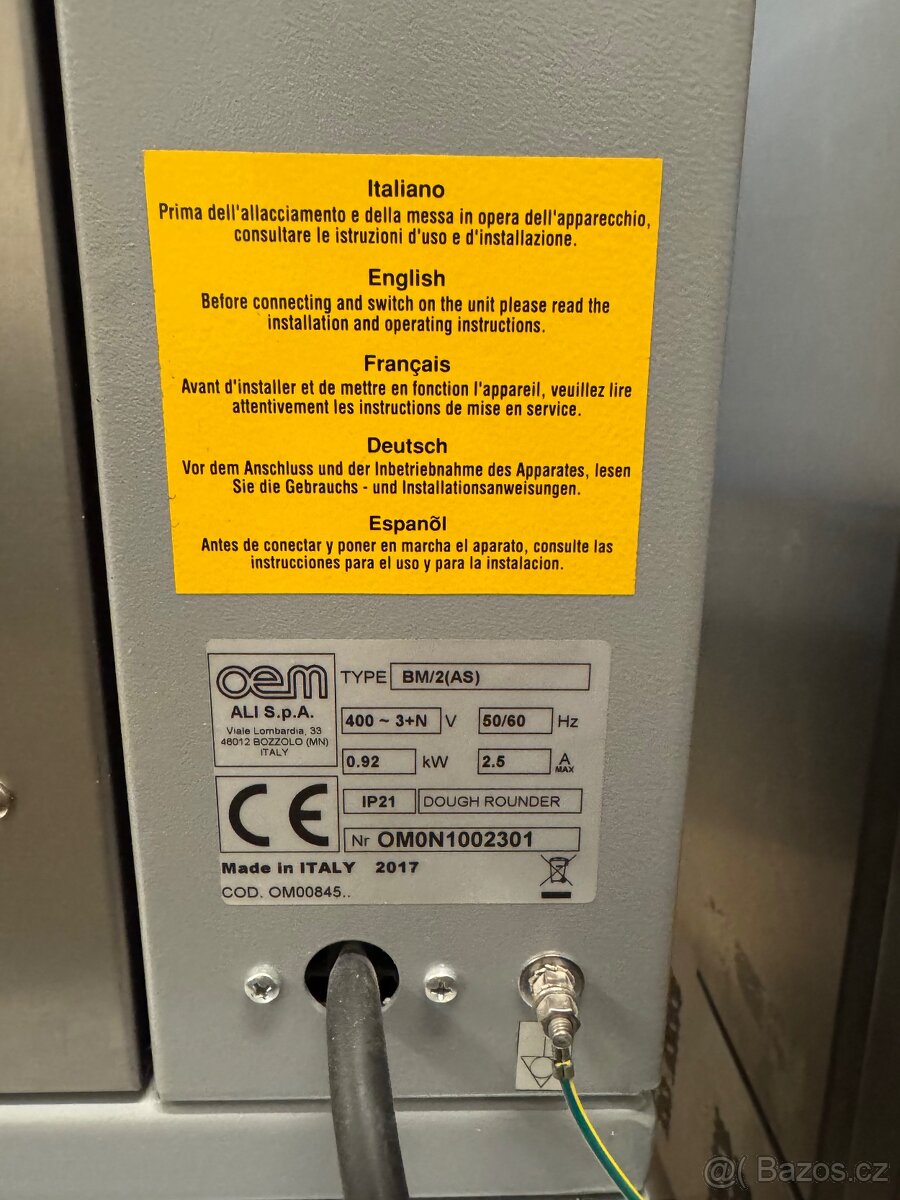 Italiano
Prima dell'allacciamento e della messa in opera dell'apparecchio,
consultare le istruzioni d'uso e d'installazione.
English
Before connecting and switch on the unit please read the
installation and operating instructions.
Français
Avant d'installer et de mettre en fonction l'appareil, veuillez lire
attentivement les instructions de mise en service.
Deutsch
Vor dem Anschluss und der Inbetriebnahme des Apparates, lesen
Sie die Gebrauchs - und Installationsanweisungen.
Espanõl
Antes de conectar y poner en marcha el aparato, consulte las
instrucciones para el uso y para la instalacion.
oem
ALI S.p.A.
Viale Lombardia, 33
46012 BOZZOLO (MN)
ITALY
TYPE BM/2(AS)
400 ~ 3+N V 50/60 Hz
0.92 kW 2.5 A MAX
CE
IP21 DOUGH ROUNDER
Nr OM0N1002301
Made in ITALY 2017
COD. OM00845..
@( Bazos.cz